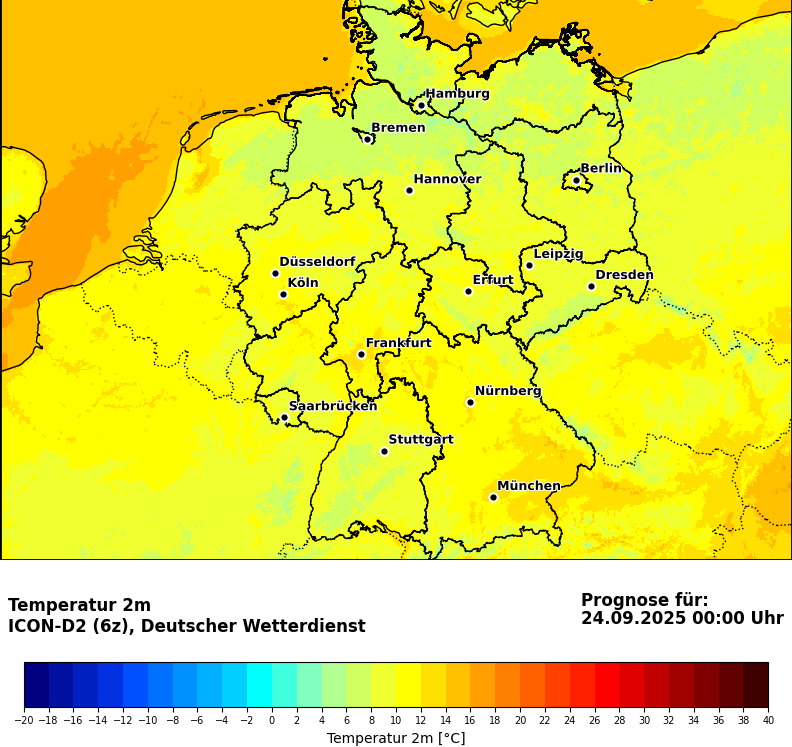 Hamburg
Bremen
Berlin
Hannover
Leipzig
Düsseldorf
Dresden
Köln
Erfurt
Frankfurt
Nürnberg
Saarbrücken
Stuttgart
München
Temperatur 2m
ICON-D2 (6z), Deutscher Wetterdienst
Prognose für:
24.09.2025 00:00 Uhr
−20 −18 −16 −14 −12 −10 −8 −6 −4 −2 0 2 4 6 8 10 12 14 16 18 20 22 24 26 28 30 32 34 36 38 40
Temperatur 2m [°C]